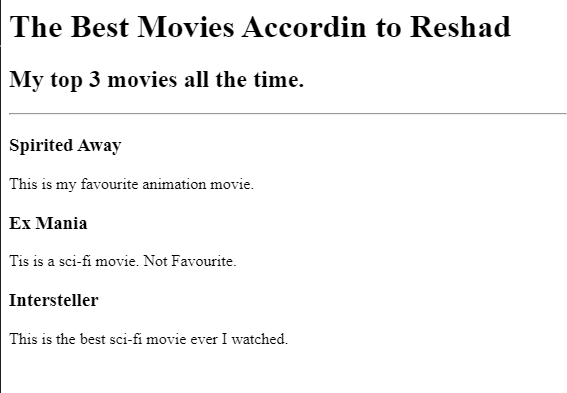 The Best Movies Accordin to Reshad
My top 3 movies all the time.
Spirited Away
This is my favourite animation movie.
Ex Mania
Tis is a sci-fi movie. Not Favourite.
Intersteller
This is the best sci-fi movie ever I watched.